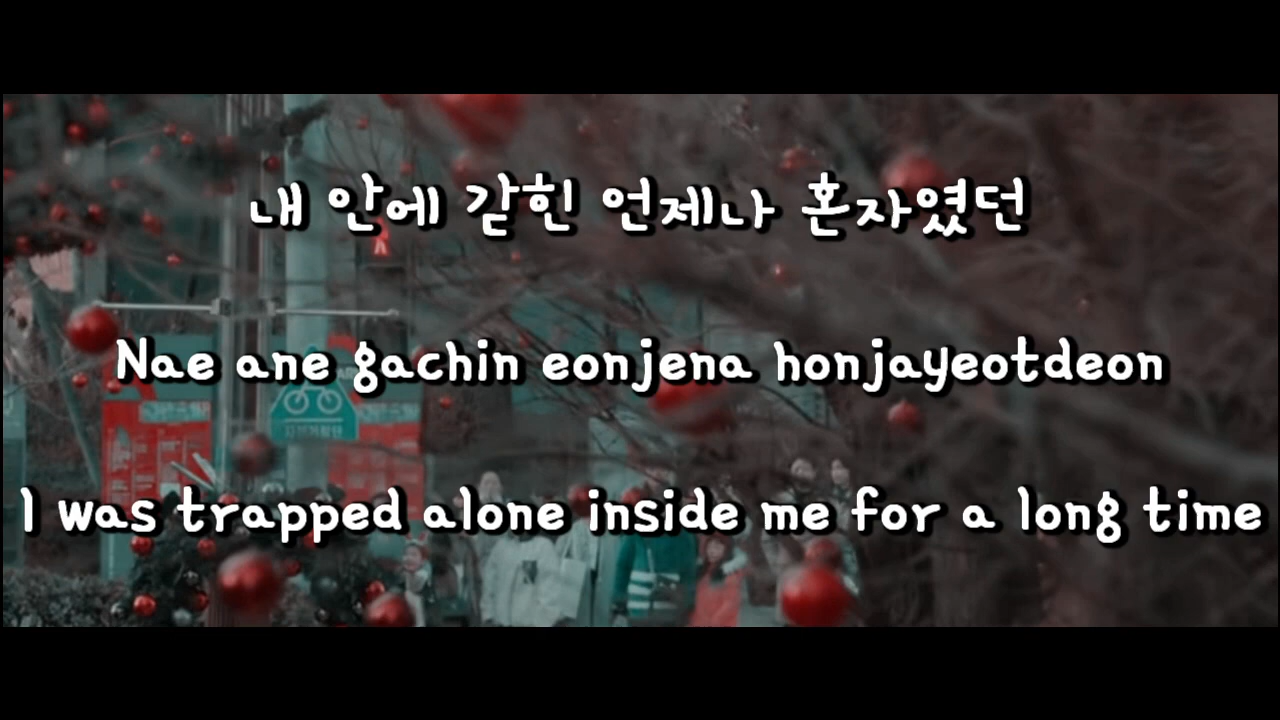 내 안에 갇힌 언제나 혼자였던
Nae ane gachin eonjena honjayeotdeon
I was trapped alone inside me for a long time